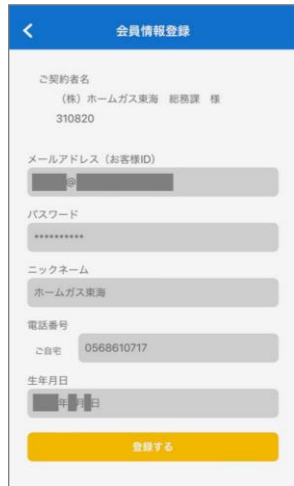 会員情報登録
ご契約者名
(株) ホームガス東海 総務課 様
310820
メールアドレス（お客様ID）
@
パスワード
••••••••••
ニックネーム
ホームガス東海
電話番号
ご自宅 0568610717
生年月日
年 月 日
登録する